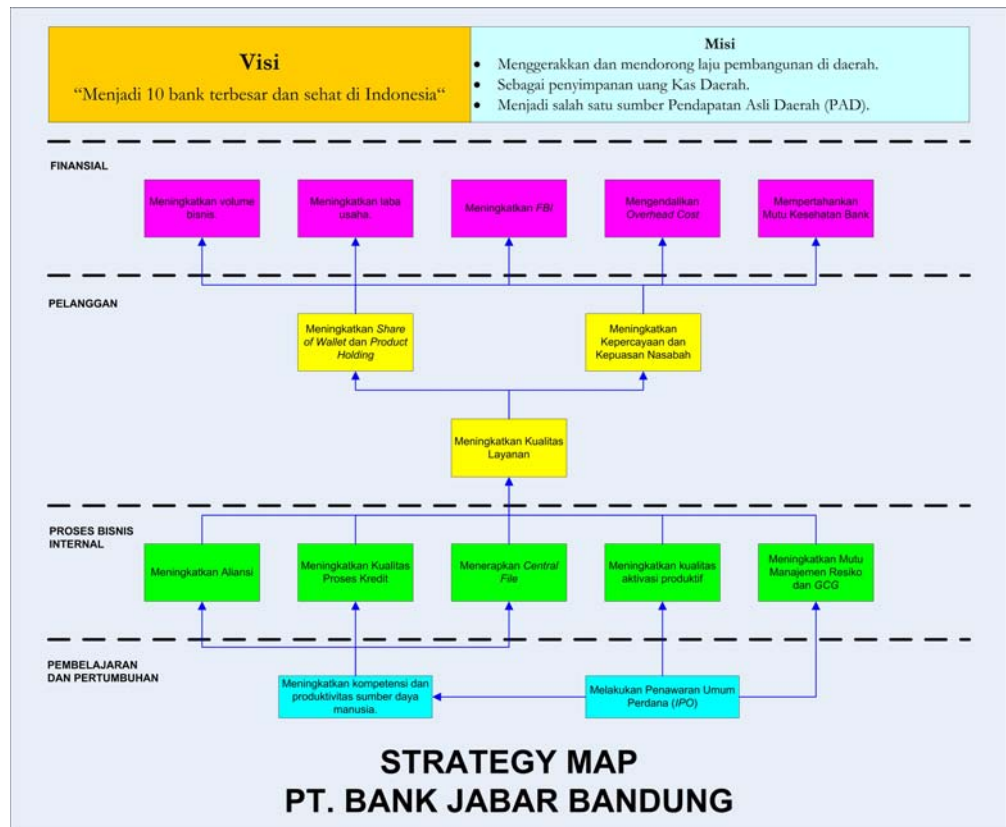 Visi
“Menjadi 10 bank terbesar dan sehat di Indonesia“
Misi
• Menggerakkan dan mendorong laju pembangunan di daerah.
• Sebagai penyimpanan uang Kas Daerah.
• Menjadi salah satu sumber Pendapatan Asli Daerah (PAD).
FINANSIAL
Meningkatkan volume
bisnis.
Meningkatkan laba
usaha.
Meningkatkan FBI
Mengendalikan
Overhead Cost
Mempertahankan
Mutu Kesehatan Bank
PELANGGAN
Meningkatkan Share
of Wallet dan Product
Holding
Meningkatkan
Kepercayaan dan
Kepuasan Nasabah
Meningkatkan Kualitas
Layanan
PROSES BISNIS
INTERNAL
Meningkatkan Aliansi
Meningkatkan Kualitas
Proses Kredit
Menerapkan Central
File
Meningkatkan kualitas
aktivasi produktif
Meningkatkan Mutu
Manajemen Resiko
dan GCG
PEMBELAJARAN
DAN PERTUMBUHAN
Meningkatkan kompetensi dan
produktivitas sumber daya
manusia.
Melakukan Penawaran Umum
Perdana (IPO)
STRATEGY MAP
PT. BANK JABAR BANDUNG